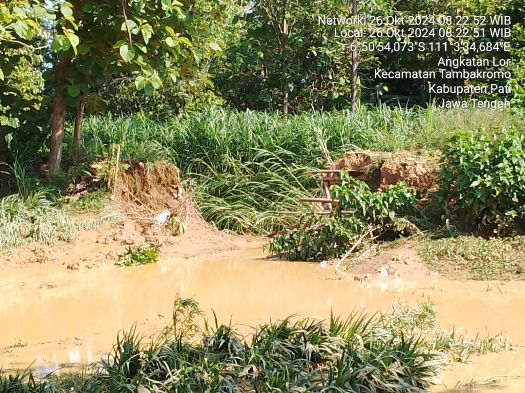 Network: 26 Okt 2024 08.22.52 WIB
Local: 26 Okt 2024 08.22.51 WIB
6°50'54,073"S 111°3'34,684"E
Angkatan Lor
Kecamatan Tambakromo
Kabupaten Pati
Jawa Tengah